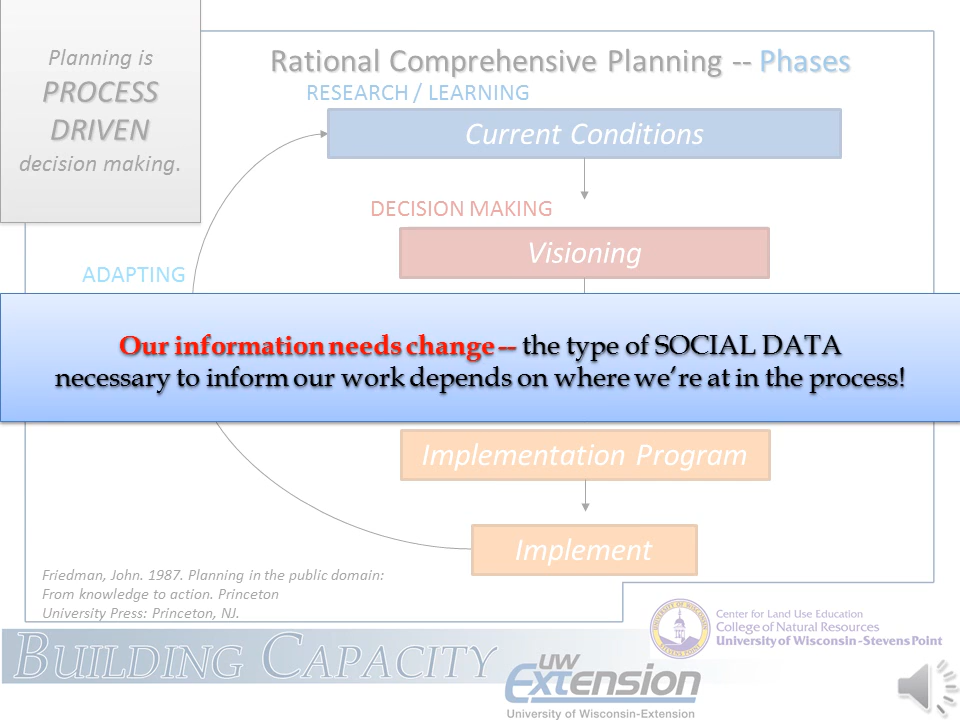 Planning is
PROCESS
DRIVEN
decision making.
Rational Comprehensive Planning -- Phases
RESEARCH / LEARNING
Current Conditions
DECISION MAKING
Visioning
ADAPTING
Our information needs change -- the type of SOCIAL DATA
necessary to inform our work depends on where we’re at in the process!
Implementation Program
Implement
Friedman, John. 1987. Planning in the public domain:
From knowledge to action. Princeton
University Press: Princeton, NJ.
BUILDING CAPACITY
UW
Extension
University of Wisconsin-Extension
Center for Land Use Education
College of Natural Resources
University of Wisconsin-Stevens Point